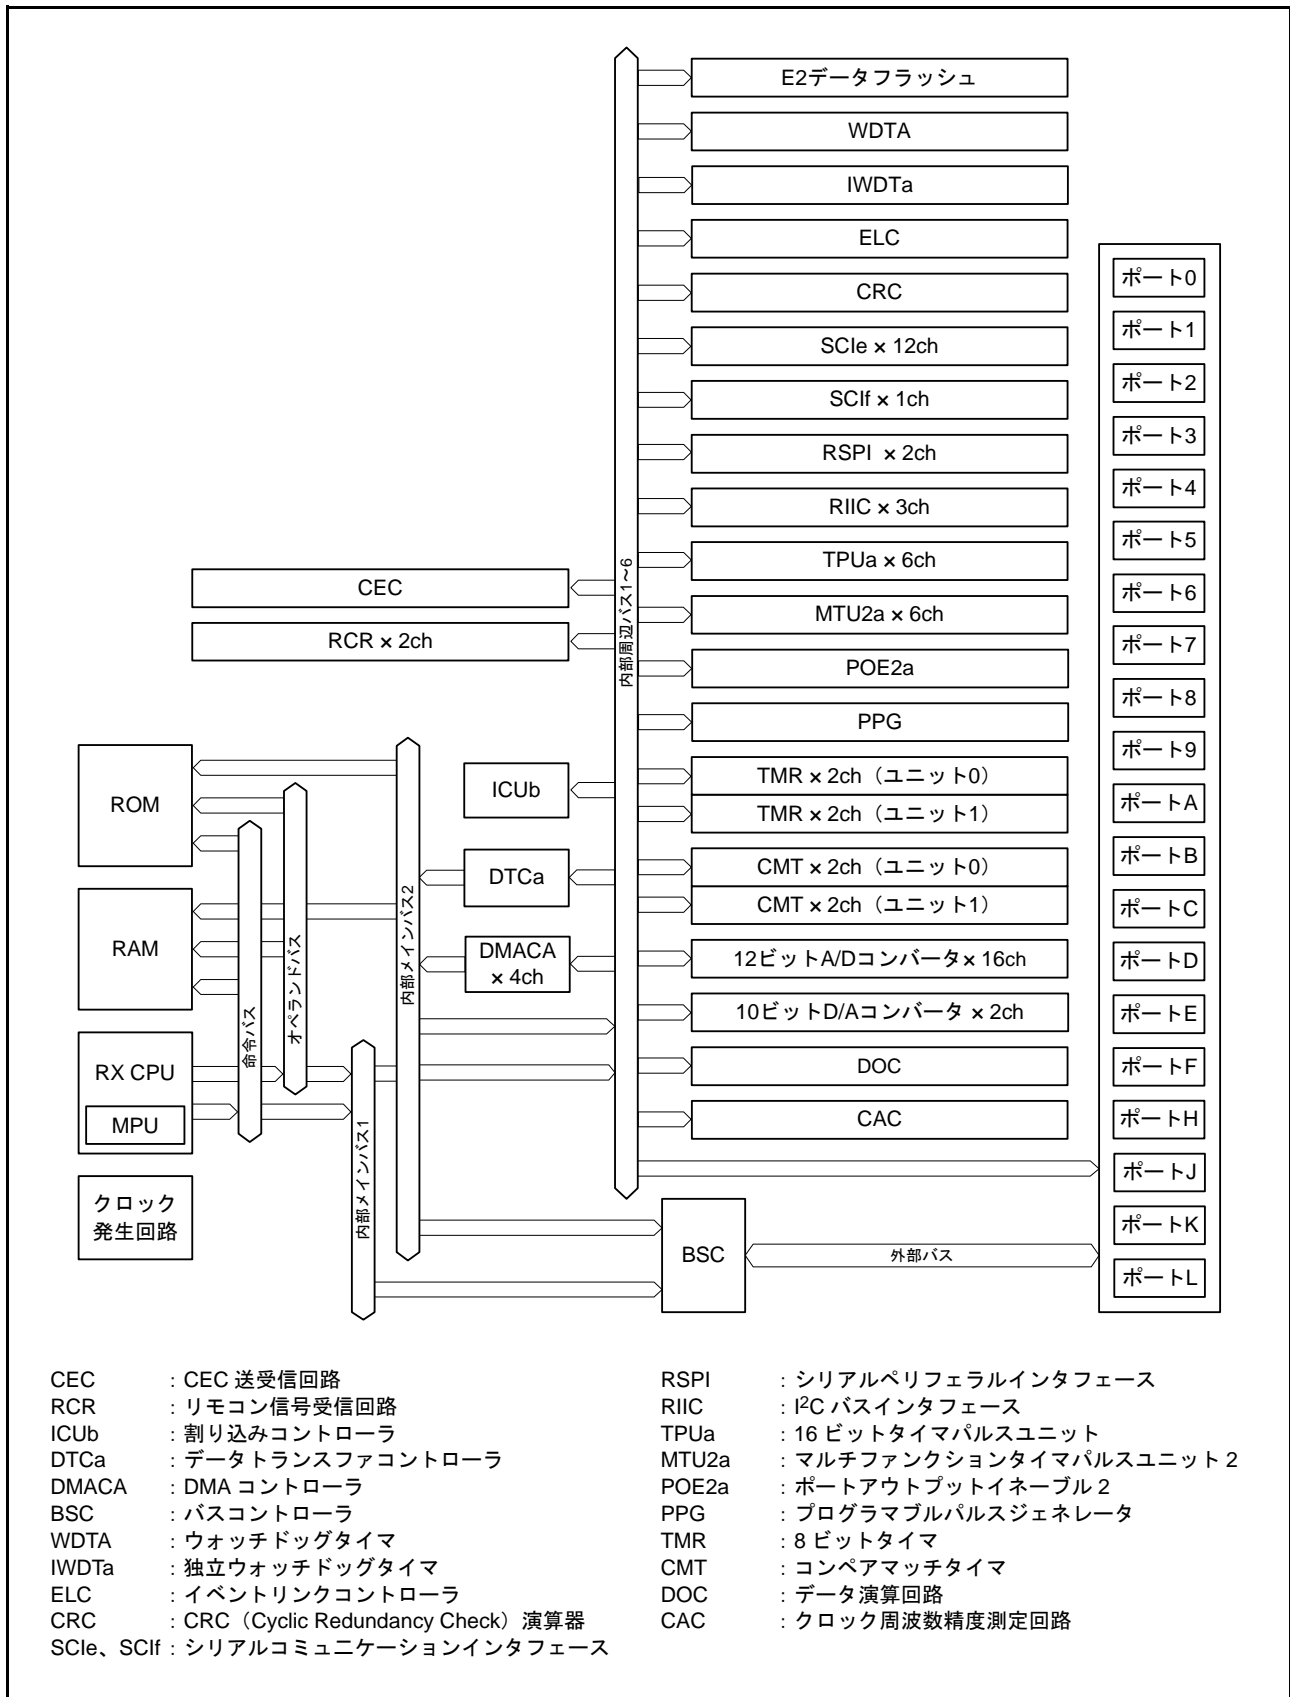 E2データフラッシュ
WDTA
IWDTa
ELC
CRC
SCIe × 12ch
SCIf × 1ch
RSPI × 2ch
RIIC × 3ch
TPUa × 6ch
MTU2a × 6ch
POE2a
PPG
TMR × 2ch（ユニット0）
TMR × 2ch（ユニット1）
CMT × 2ch（ユニット0）
CMT × 2ch（ユニット1）
12ビットA/Dコンバータ× 16ch
10ビットD/Aコンバータ × 2ch
DOC
CAC
ポート0
ポート1
ポート2
ポート3
ポート4
ポート5
ポート6
ポート7
ポート8
ポート9
ポートA
ポートB
ポートC
ポートD
ポートE
ポートF
ポートH
ポートJ
ポートK
ポートL
内部周辺バス1～6
CEC
RCR × 2ch
ROM
RAM
RX CPU
MPU
クロック
発生回路
命令バス
オペランドバス
内部メインバス1
内部メインバス2
ICUb
DTCa
DMACA
× 4ch
BSC
外部バス
CEC : CEC 送受信回路
RCR : リモコン信号受信回路
ICUb : 割り込みコントローラ
DTCa : データトランスファコントローラ
DMACA : DMA コントローラ
BSC : バスコントローラ
WDTA : ウォッチドッグタイマ
IWDTa : 独立ウォッチドッグタイマ
ELC : イベントリンクコントローラ
CRC : CRC（Cyclic Redundancy Check）演算器
SCIe、SCIf : シリアルコミュニケーションインタフェース
RSPI : シリアルペリフェラルインタフェース
RIIC : I²C バスインタフェース
TPUa : 16 ビットタイマパルスユニット
MTU2a : マルチファンクションタイマパルスユニット 2
POE2a : ポートアウトプットイネーブル 2
PPG : プログラマブルパルスジェネレータ
TMR : 8 ビットタイマ
CMT : コンペアマッチタイマ
DOC : データ演算回路
CAC : クロック周波数精度測定回路